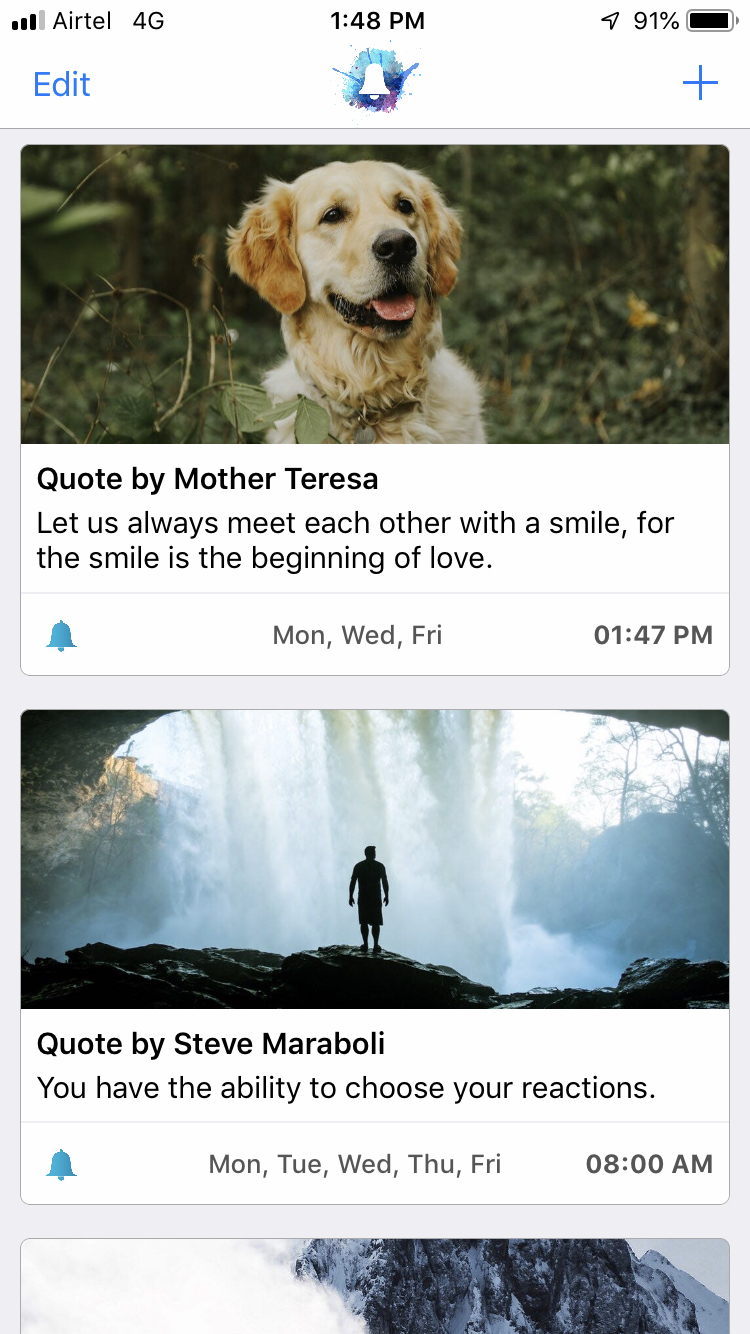 Airtel 4G 1:48 PM 91%
Edit
Quote by Mother Teresa
Let us always meet each other with a smile, for
the smile is the beginning of love.
Mon, Wed, Fri 01:47 PM
Quote by Steve Maraboli
You have the ability to choose your reactions.
Mon, Tue, Wed, Thu, Fri 08:00 AM